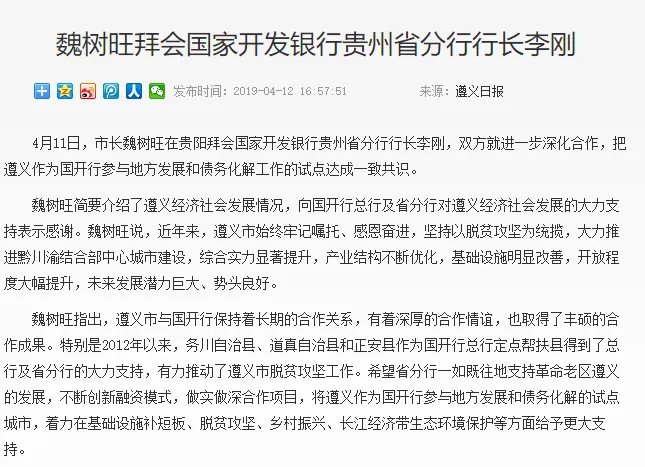 魏树旺拜会国家开发银行贵州省分行行长李刚
发布时间：2019-04-12 16:57:51 来源：遵义日报
4月11日，市长魏树旺在贵阳拜会国家开发银行贵州省分行行长李刚，双方就进一步深化合作，把
遵义作为国开行参与地方发展和债务化解工作的试点达成一致共识。
魏树旺简要介绍了遵义经济社会发展情况，向国开行总行及省分行对遵义经济社会发展的大力支
持表示感谢。魏树旺说，近年来，遵义市始终牢记嘱托、感恩奋进，坚持以脱贫攻坚为统揽，大力推
进黔川渝结合部中心城市建设，综合实力显著提升，产业结构不断优化，基础设施明显改善，开放程
度大幅提升，未来发展潜力巨大、势头良好。
魏树旺指出，遵义市与国开行保持着长期的合作关系，有着深厚的合作情谊，也取得了丰硕的合
作成果。特别是2012年以来，务川自治县、道真自治县和正安县作为国开行总行定点帮扶县得到了总
行及省分行的大力支持，有力推动了遵义市脱贫攻坚工作。希望省分行一如既往地支持革命老区遵义
的发展，不断创新融资模式，做实做深合作项目，将遵义作为参与地方发展和债务化解的试点
城市，着力在基础设施补短板、脱贫攻坚、乡村振兴、长江经济带生态环境保护等方面给予更大支
持。